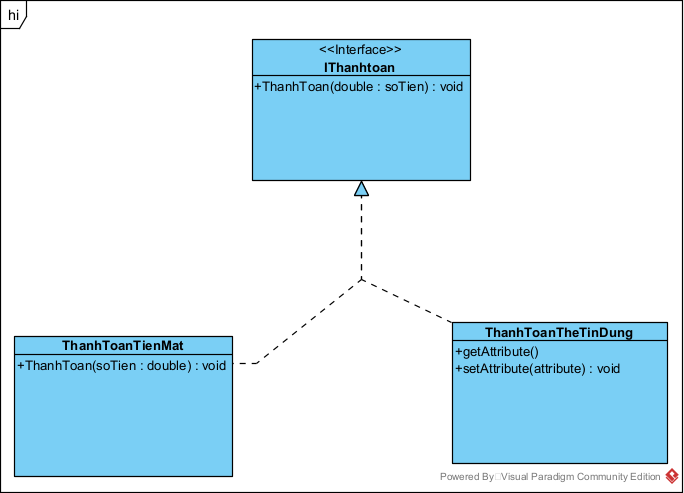 hi
<<Interface>>
IThanhtoan
+ThanhToan(double : soTien) : void
ThanhToanTienMat
+ThanhToan(soTien : double) : void
ThanhToanTheTinDung
+getAttribute()
+setAttribute(attribute) : void
Powered By Visual Paradigm Community Edition